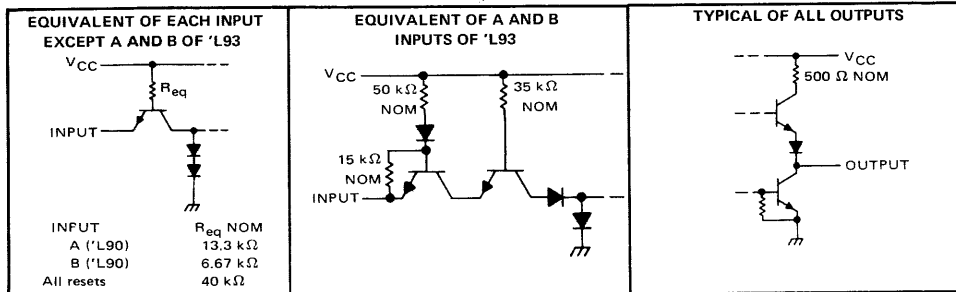 EQUIVALENT OF EACH INPUT
EXCEPT A AND B OF 'L93
VCC
Req
INPUT
INPUT Req NOM
A ('L90) 13.3 kΩ
B ('L90) 6.67 kΩ
All resets 40 kΩ
EQUIVALENT OF A AND B
INPUTS OF 'L93
VCC
50 kΩ
NOM
35 kΩ
NOM
15 kΩ
NOM
INPUT
TYPICAL OF ALL OUTPUTS
VCC
500 Ω NOM
OUTPUT